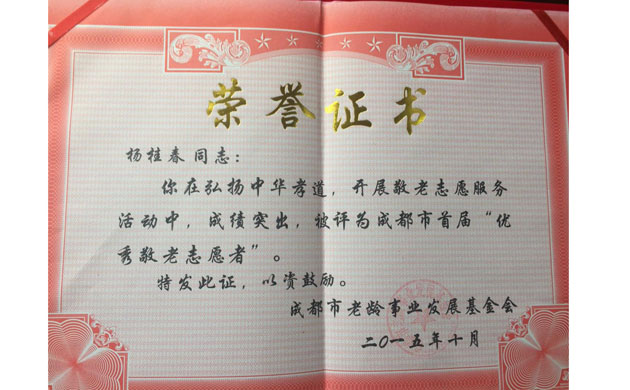 荣誉证书
杨桂春同志：
你在弘扬中华孝道，开展敬老志愿服务
活动中，成绩突出，被评为成都市首届“优
秀敬老志愿者”。
特发此证，以资鼓励。
成都市老龄事业发展基金会
二〇一五年十月